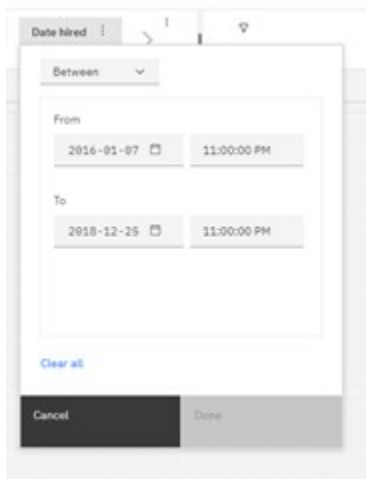 Date hired
Between
From
2016-01-07 11:00:00 PM
To
2018-12-25 11:00:00 PM
Clear all
Cancel Done